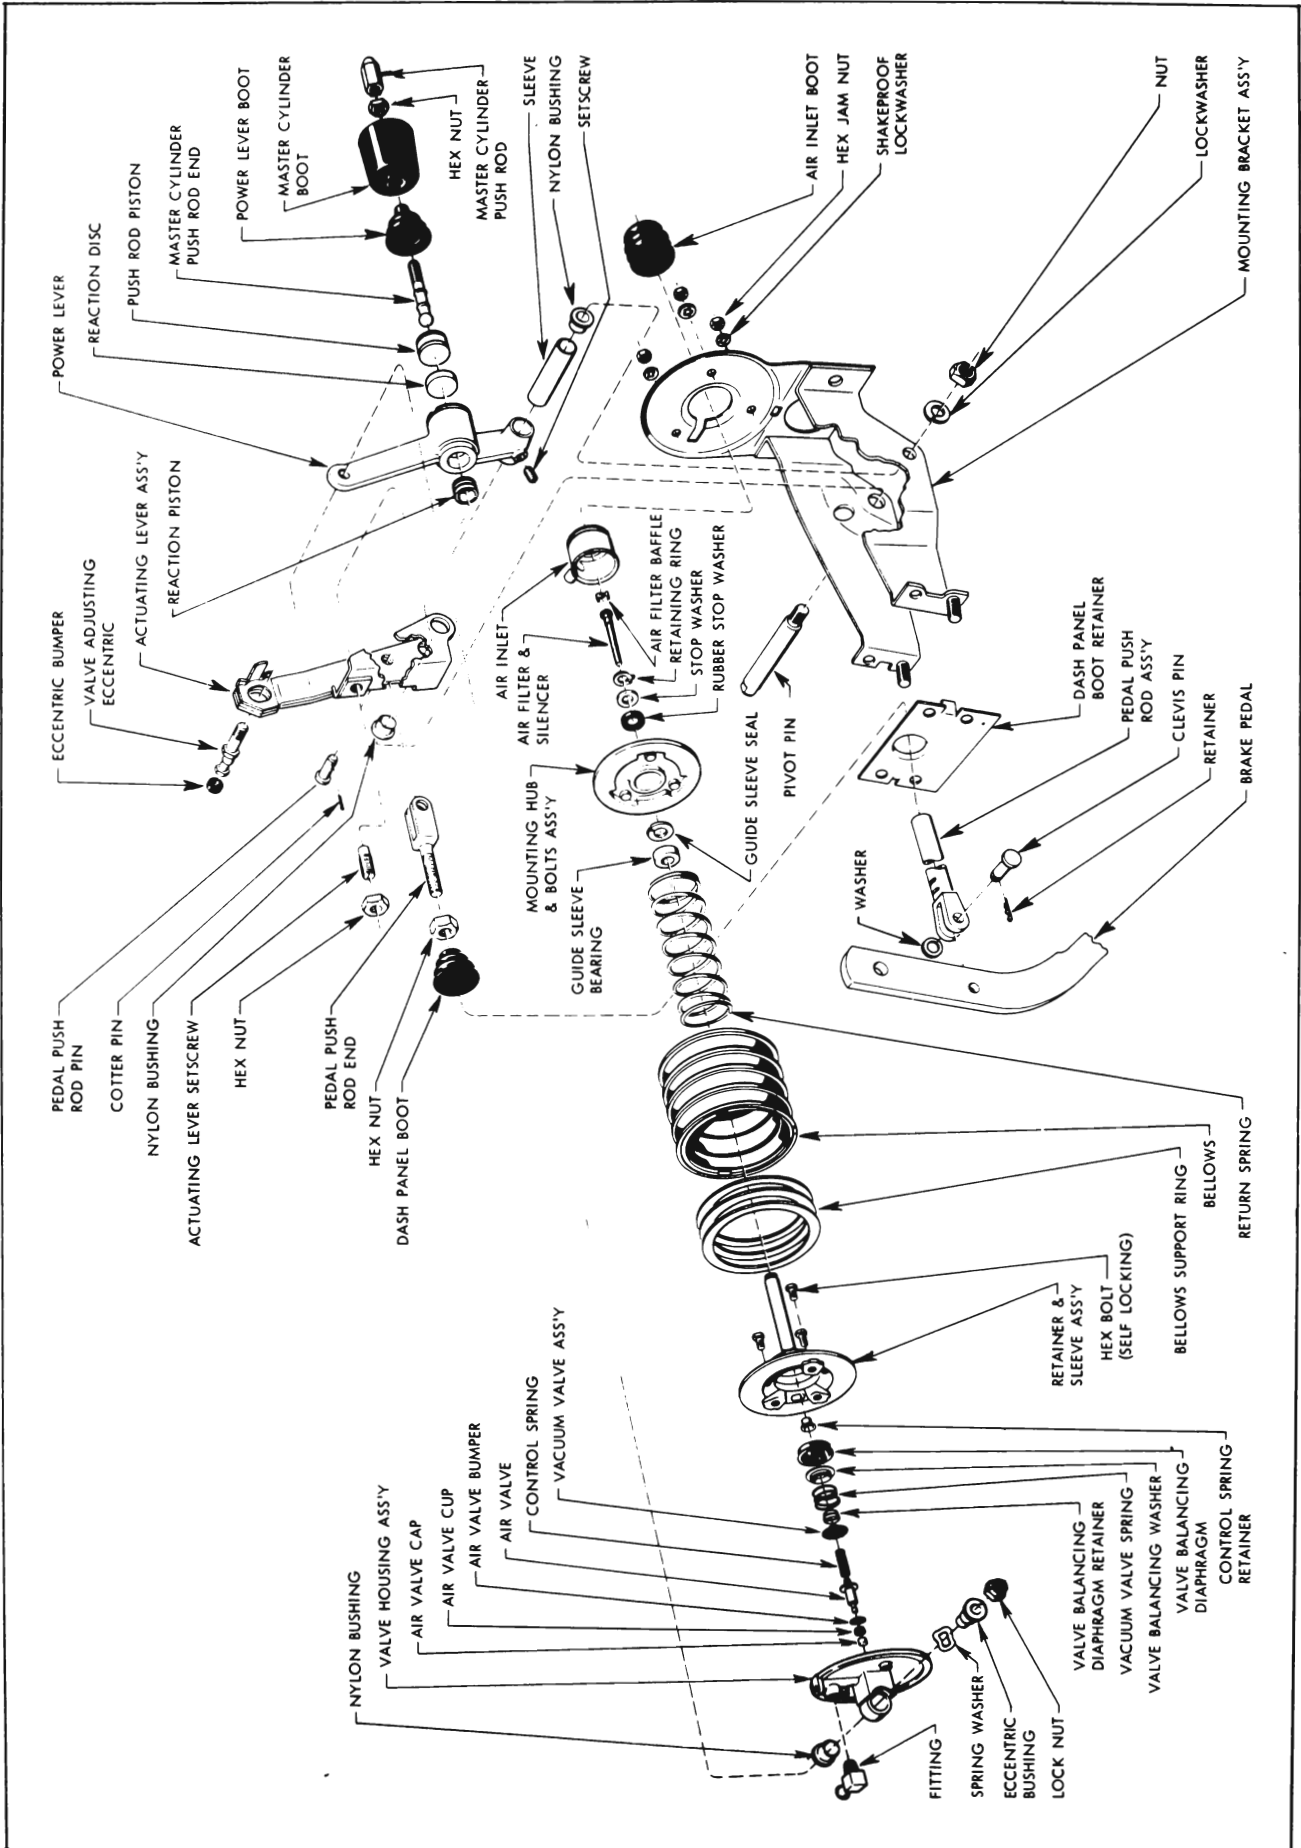 PEDAL PUSH
ROD PIN
COTTER PIN
NYLON BUSHING
ACTUATING LEVER SETSCREW
HEX NUT
PEDAL PUSH
ROD END
HEX NUT
DASH PANEL BOOT
ECCENTRIC BUMPER
VALVE ADJUSTING
ECCENTRIC
ACTUATING LEVER ASS'Y
REACTION PISTON
POWER LEVER
REACTION DISC
PUSH ROD PISTON
MASTER CYLINDER
PUSH ROD END
POWER LEVER BOOT
MASTER CYLINDER
BOOT
HEX NUT
MASTER CYLINDER
PUSH ROD
SLEEVE
NYLON BUSHING
SETSCREW
AIR INLET
AIR FILTER &
SILENCER
AIR FILTER BAFFLE
RETAINING RING
STOP WASHER
RUBBER STOP WASHER
MOUNTING HUB
& BOLTS ASS'Y
GUIDE SLEEVE
BEARING
GUIDE SLEEVE SEAL
PIVOT PIN
AIR INLET BOOT
HEX JAM NUT
SHAKEPROOF
LOCKWASHER
NUT
LOCKWASHER
MOUNTING BRACKET ASS'Y
DASH PANEL
BOOT RETAINER
PEDAL PUSH
ROD ASS'Y
CLEVIS PIN
RETAINER
BRAKE PEDAL
WASHER
NYLON BUSHING
VALVE HOUSING ASS'Y
AIR VALVE CAP
AIR VALVE CUP
AIR VALVE BUMPER
AIR VALVE
CONTROL SPRING
VACUUM VALVE ASS'Y
RETAINER &
SLEEVE ASS'Y
HEX BOLT
(SELF LOCKING)
BELLOWS SUPPORT RING
BELLOWS
RETURN SPRING
FITTING
SPRING WASHER
ECCENTRIC
BUSHING
LOCK NUT
VALVE BALANCING
DIAPHRAGM RETAINER
VACUUM VALVE SPRING
VALVE BALANCING WASHER
VALVE BALANCING
DIAPHRAGM
CONTROL SPRING
RETAINER